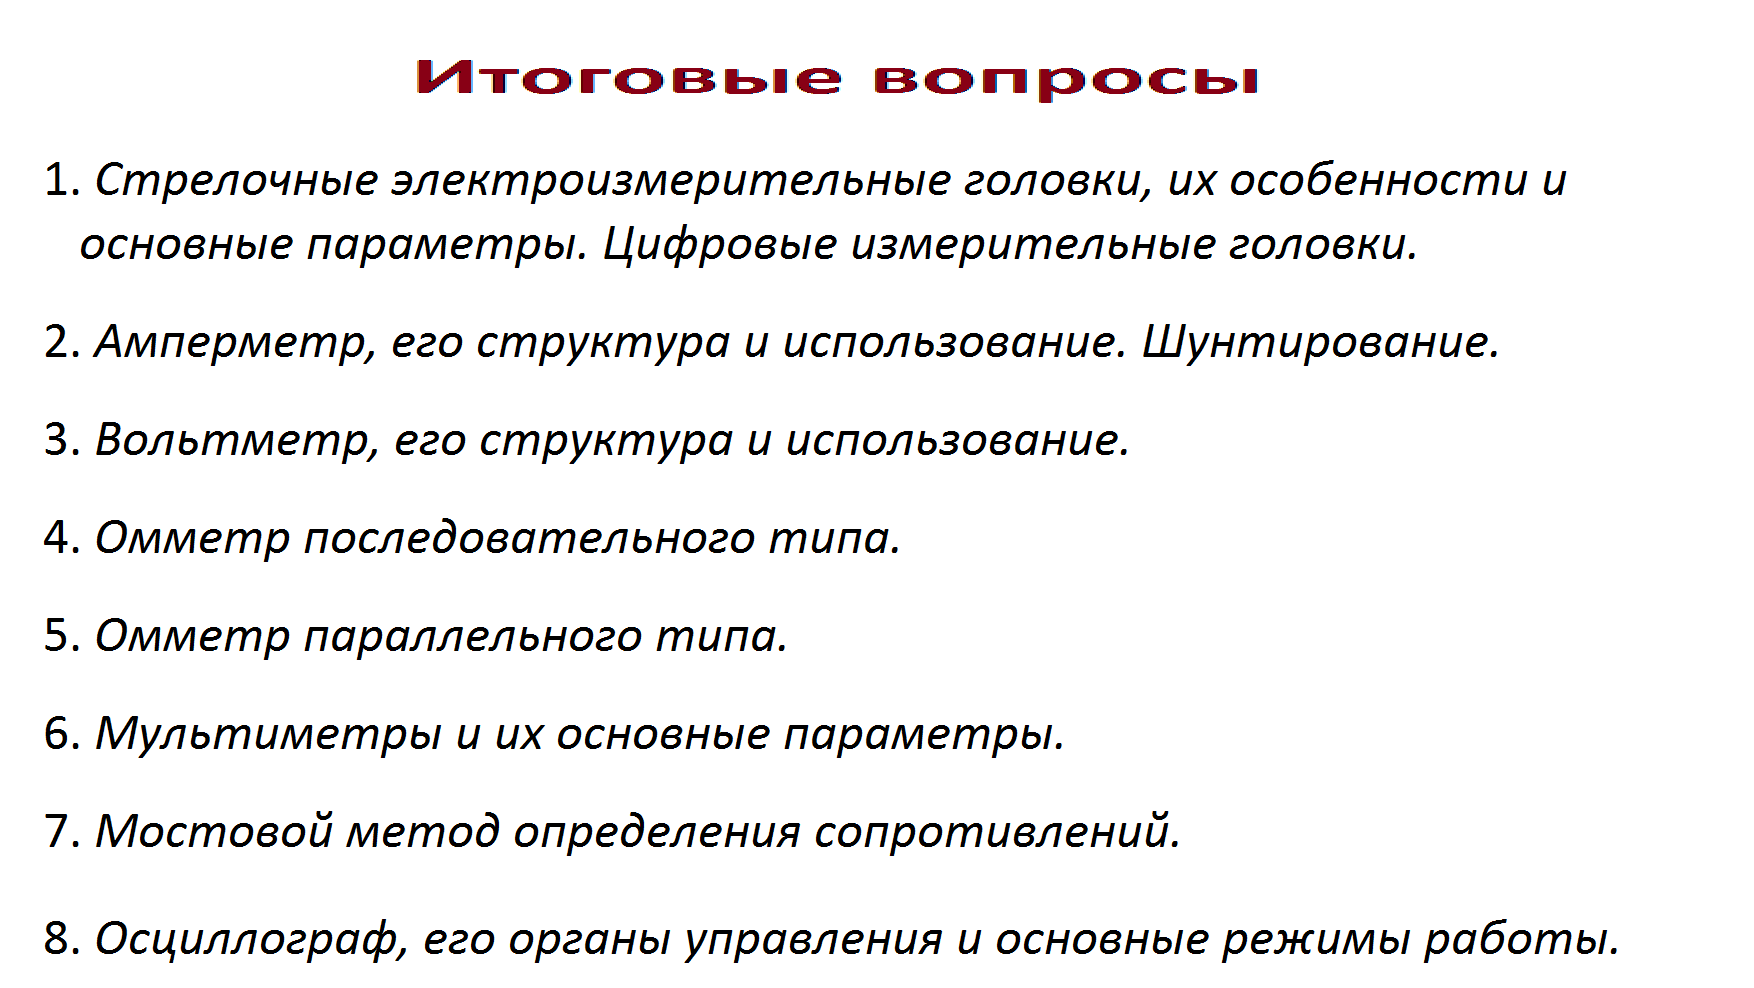 Итоговые вопросы
1. Стрелочные электроизмерительные головки, их особенности и
основные параметры. Цифровые измерительные головки.
2. Амперметр, его структура и использование. Шунтирование.
3. Вольтметр, его структура и использование.
4. Омметр последовательного типа.
5. Омметр параллельного типа.
6. Мультиметры и их основные параметры.
7. Мостовой метод определения сопротивлений.
8. Осциллограф, его органы управления и основные режимы работы.